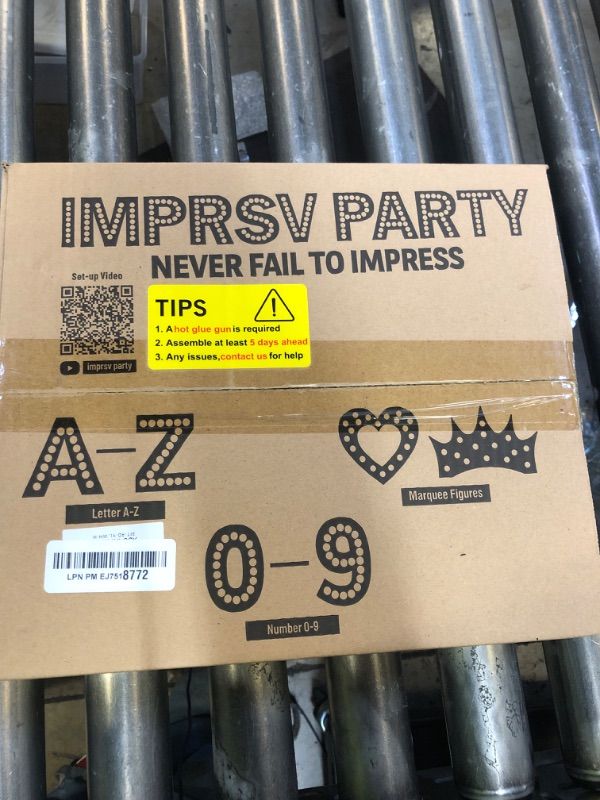 IMPRSV PARTY
NEVER FAIL TO IMPRESS
Set-up Video
imprsv party
TIPS
1. A hot glue gun is required
2. Assemble at least 5 days ahead
3. Any issues,contact us for help
A-Z
Letter A-Z
Marquee Figures
LPN PM EJ7518772
0-9
Number 0-9